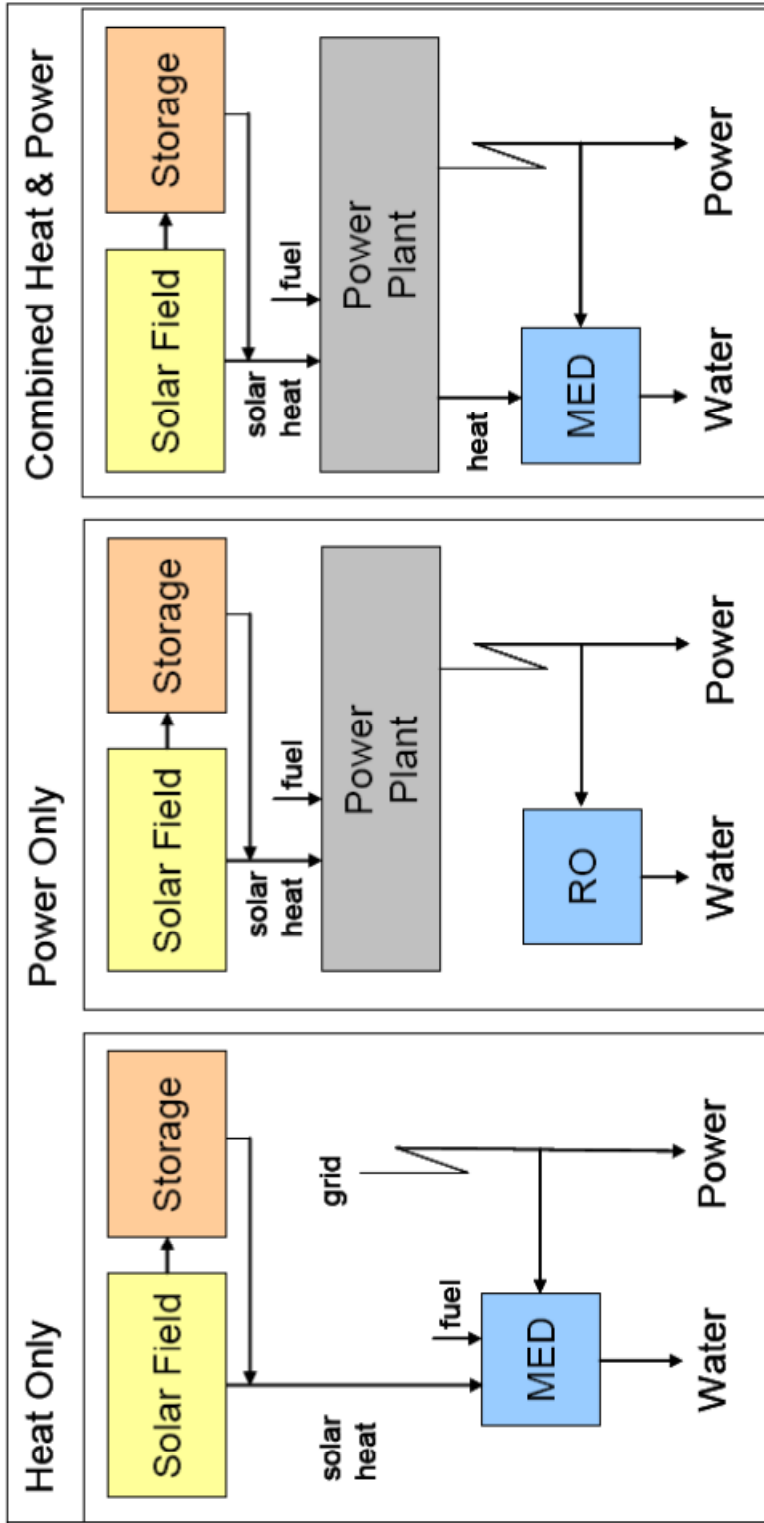 Heat Only
Solar Field
Storage
solar
heat
grid
fuel
MED
Water
Power
Power Only
Solar Field
Storage
solar
heat
fuel
Power
Plant
RO
Water
Power
Combined Heat & Power
Solar Field
Storage
solar
heat
fuel
Power
Plant
heat
MED
Water
Power